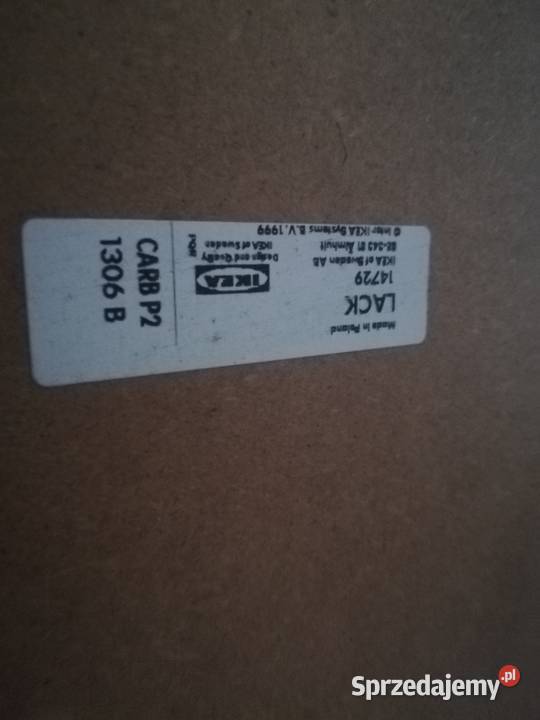 Made in Poland
LACK
14729
IKEA of Sweden AB
SE-343 81 Älmhult
© Inter IKEA Systems B.V. 1999
IKEA
Design and Quality
IKEA of Sweden
CARB P2
1306 B
Sprzedajemy.pl